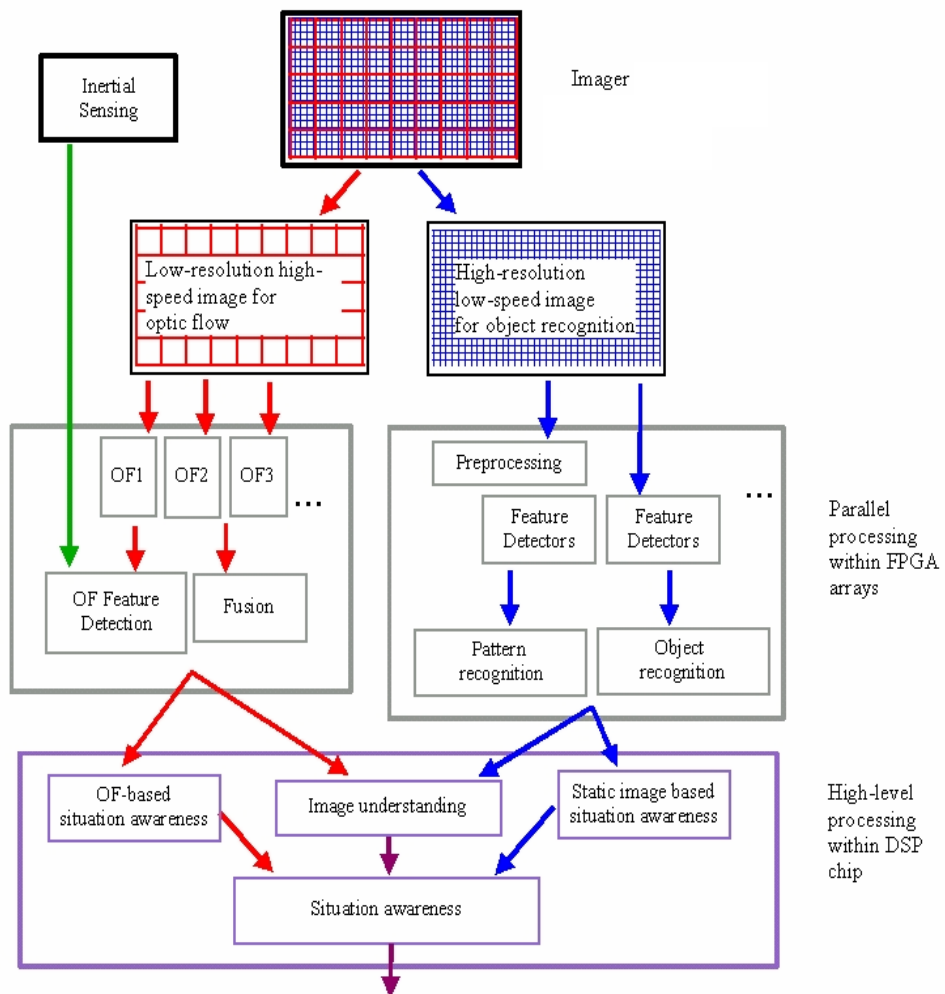 Imager
Inertial
Sensing
Low-resolution high-
speed image for
optic flow
High-resolution
low-speed image
for object recognition
OF1
OF2
OF3
...
Preprocessing
...
Feature
Detectors
Feature
Detectors
Parallel
processing
within FPGA
arrays
OF Feature
Detection
Fusion
Pattern
recognition
Object
recognition
OF-based
situation awareness
Image understanding
Static image based
situation awareness
High-level
processing
within DSP
chip
Situation awareness